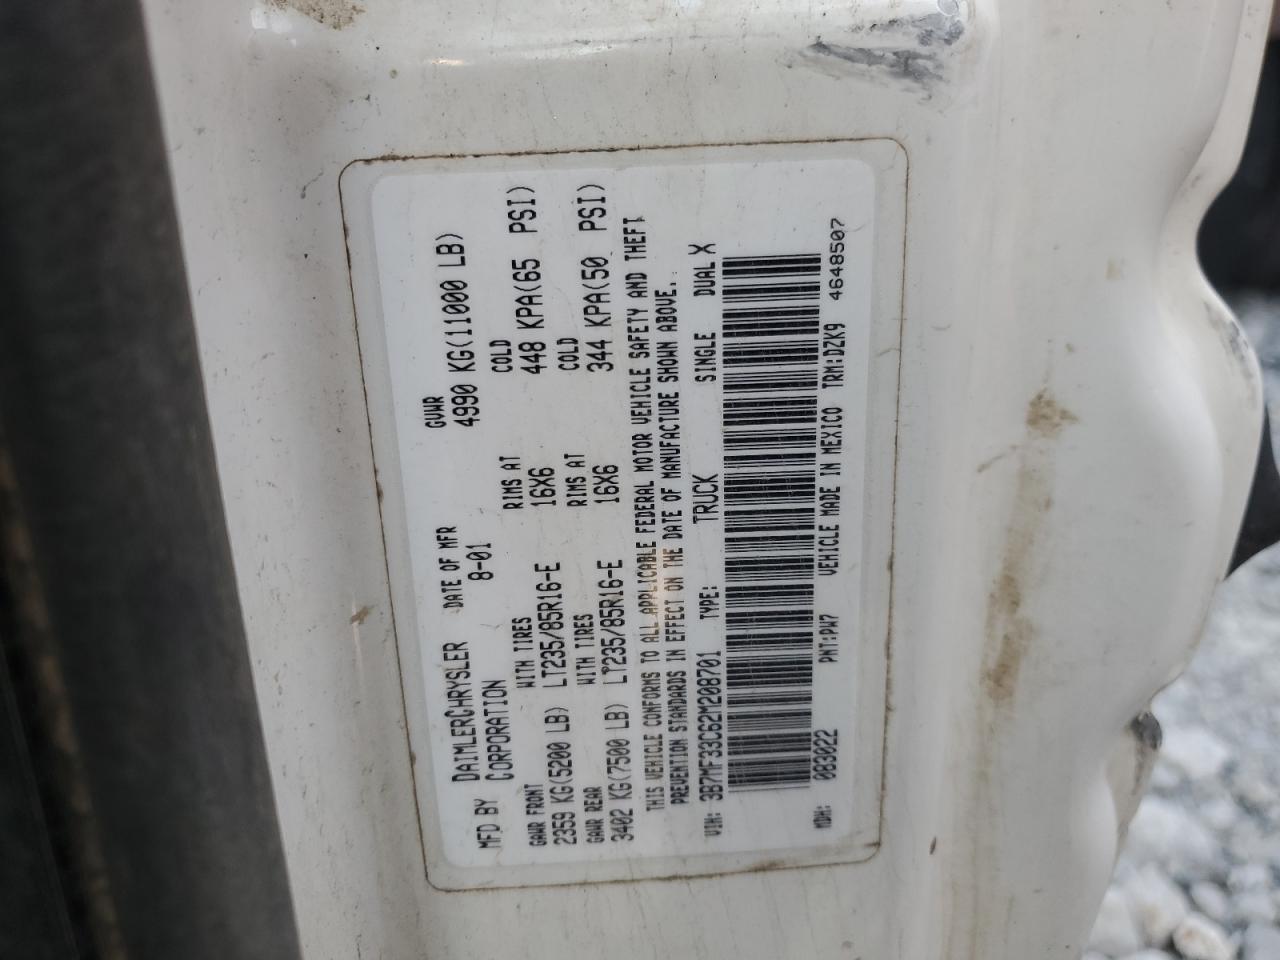 MFD BY DAIMLERCHRYSLER CORPORATION DATE OF MFR 8-01 GVWR 4990 KG(11000 LB)
GAWR FRONT WITH TIRES RIMS AT COLD
2359 KG(5200 LB) LT235/85R16-E 16X6 448 KPA(65 PSI)
GAWR REAR WITH TIRES RIMS AT COLD
3402 KG(7500 LB) LT235/85R16-E 16X6 344 KPA(50 PSI)
THIS VEHICLE CONFORMS TO ALL APPLICABLE FEDERAL MOTOR VEHICLE SAFETY AND THEFT
PREVENTION STANDARDS IN EFFECT ON THE DATE OF MANUFACTURE SHOWN ABOVE.
VIN: 3B7MF33C62M208701 TYPE: TRUCK SINGLE DUAL X
MDH: 083022 PNT:PW7 VEHICLE MADE IN MEXICO TRM:DZK9 4648507